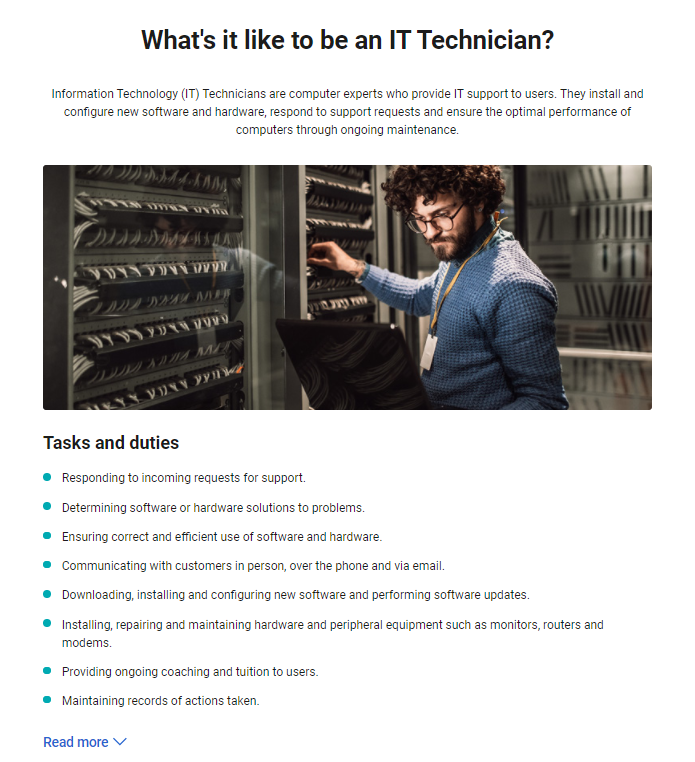 What's it like to be an IT Technician?
Information Technology (IT) Technicians are computer experts who provide IT support to users. They install and
configure new software and hardware, respond to support requests and ensure the optimal performance of
computers through ongoing maintenance.
Tasks and duties
Responding to incoming requests for support.
Determining software or hardware solutions to problems.
Ensuring correct and efficient use of software and hardware.
Communicating with customers in person, over the phone and via email.
Downloading, installing and configuring new software and performing software updates.
Installing, repairing and maintaining hardware and peripheral equipment such as monitors, routers and
modems.
Providing ongoing coaching and tuition to users.
Maintaining records of actions taken.
Read more